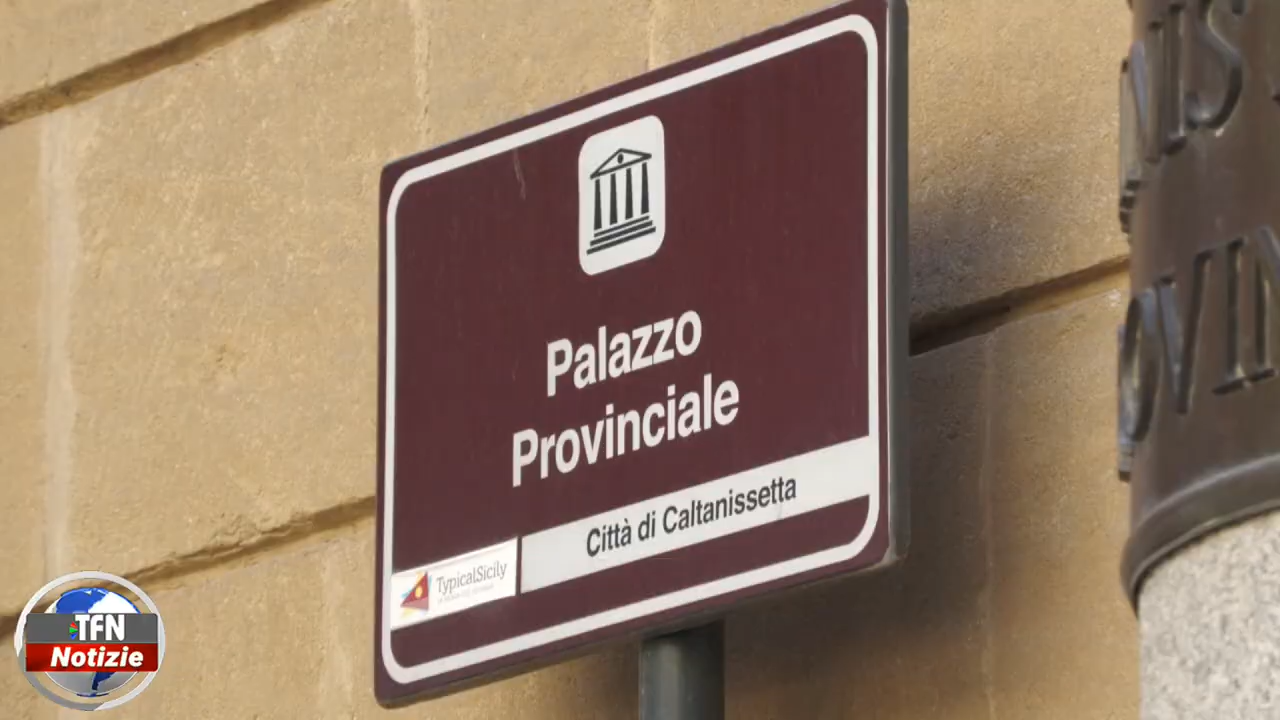 Palazzo
Provinciale
Città di Caltanissetta
TypicalSicily
TFN
Notizie